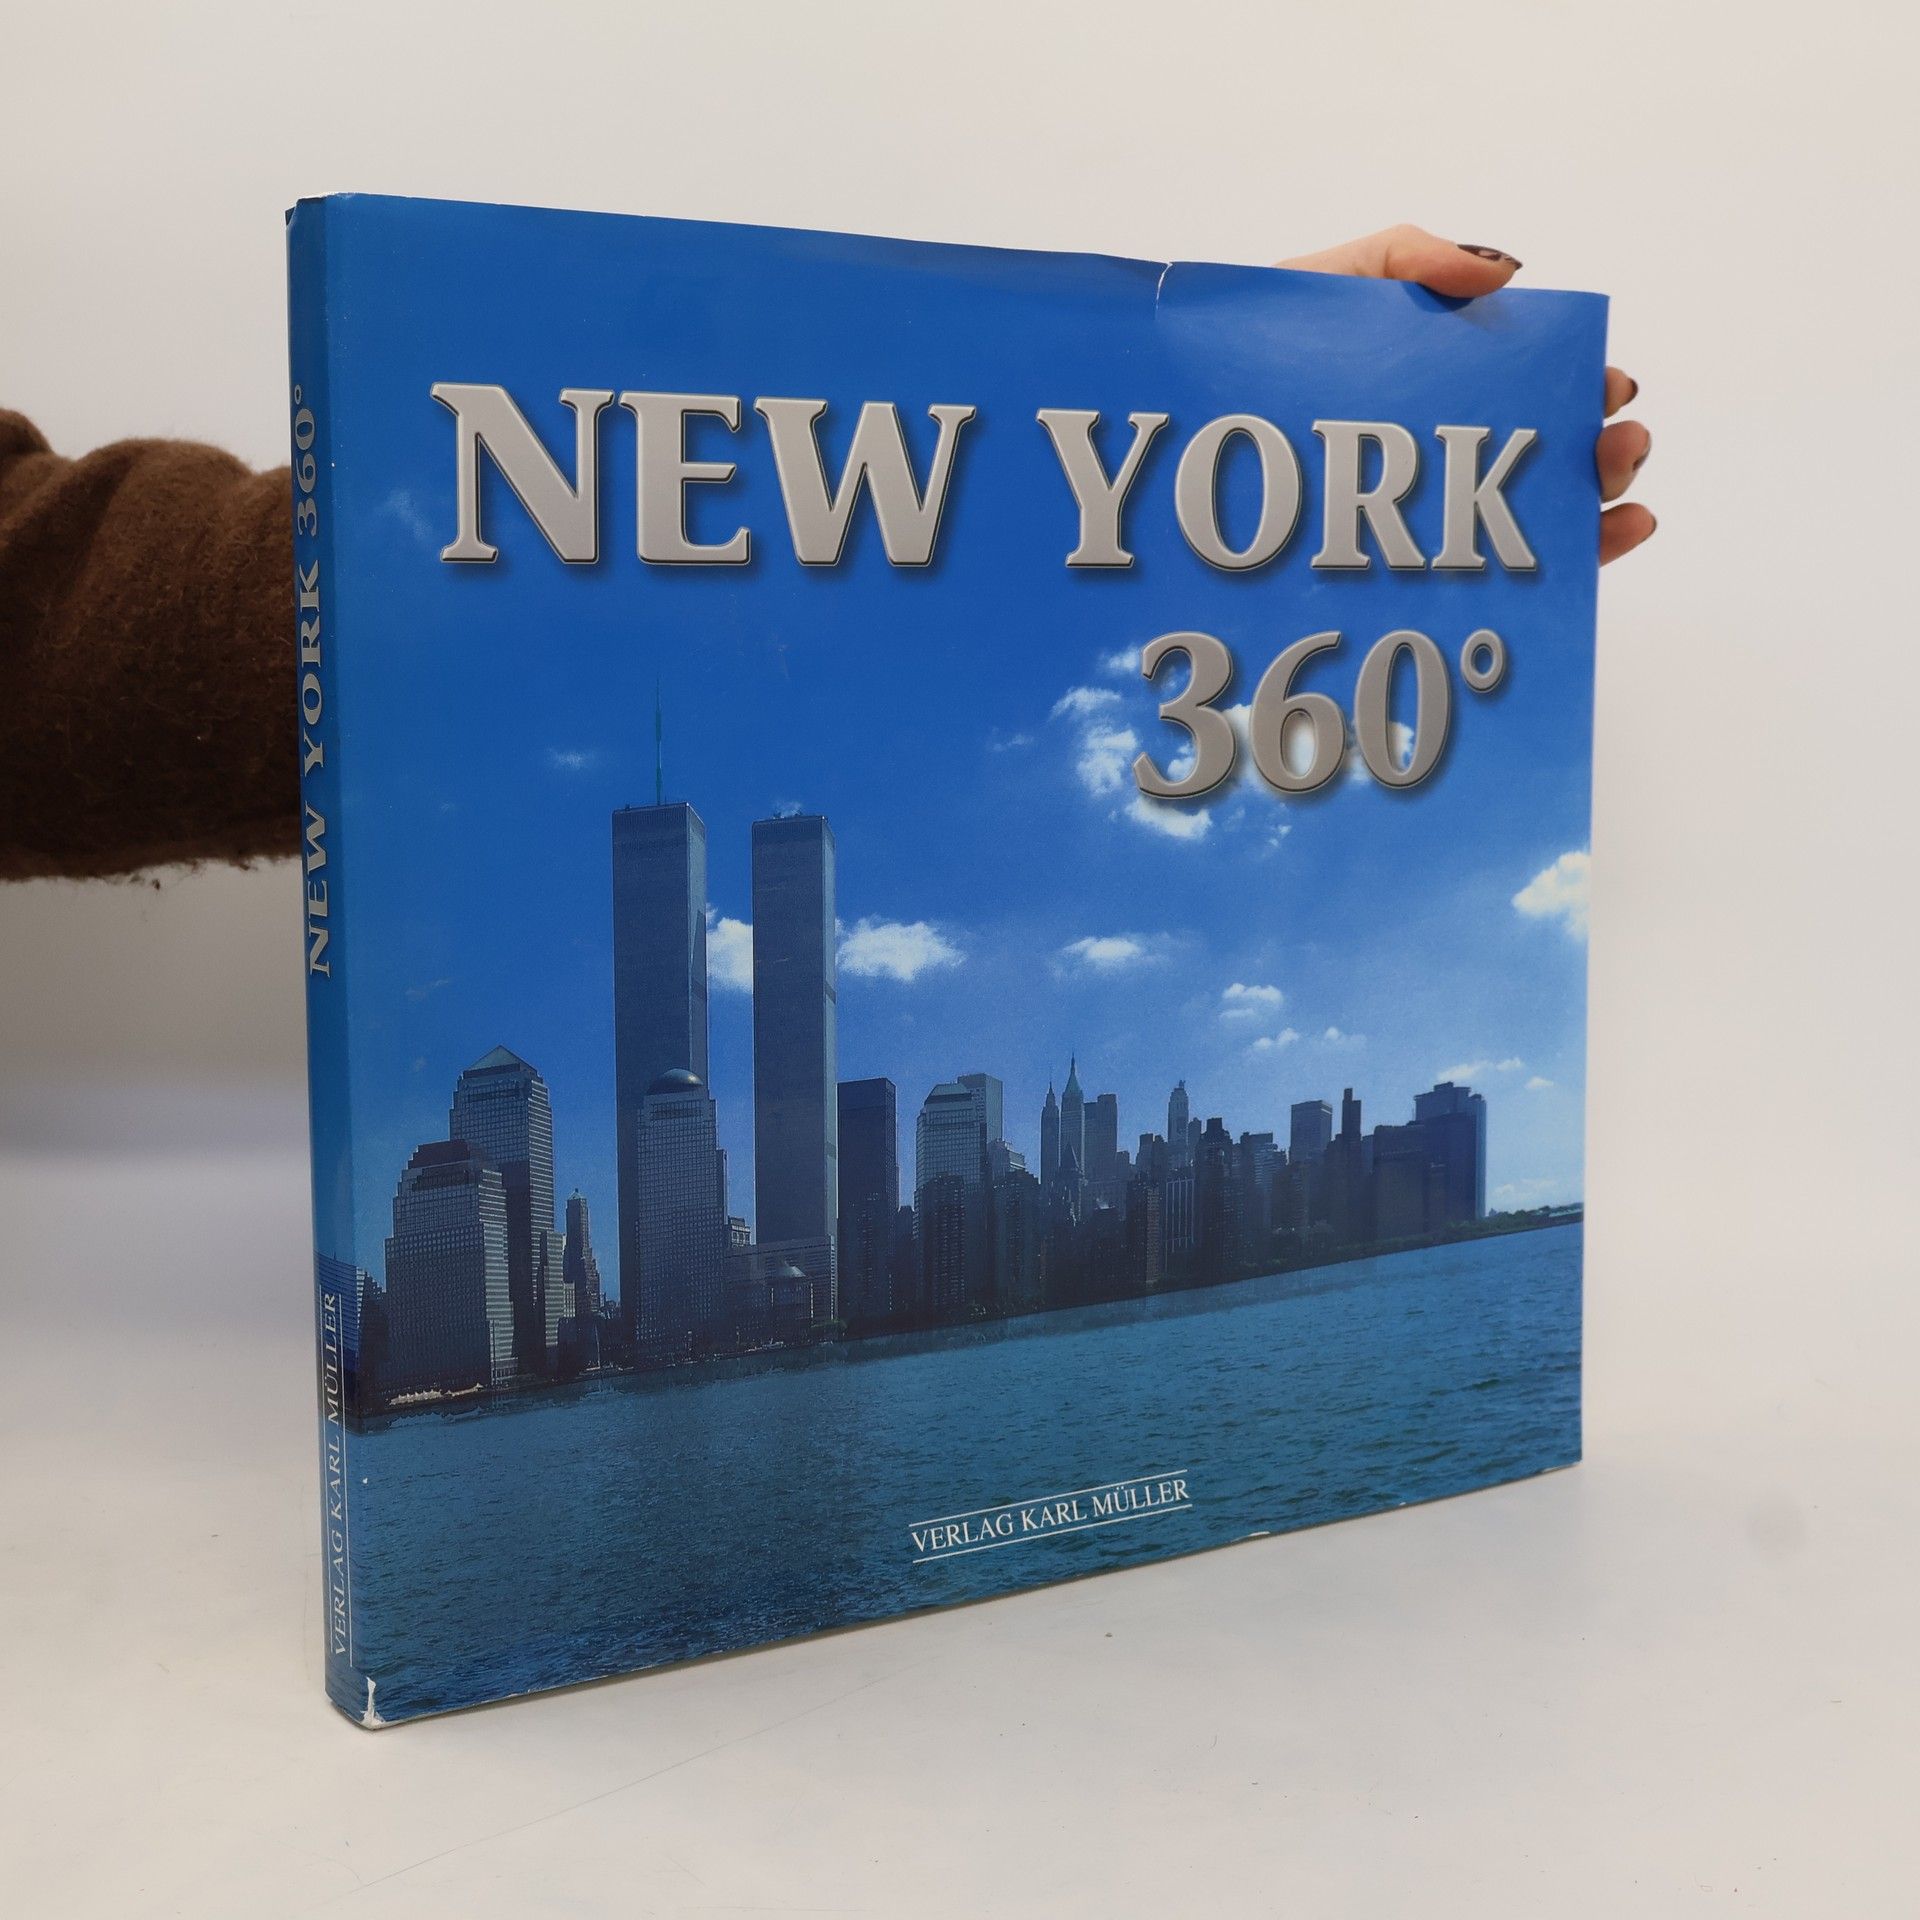 NEW YORK
360°
VERLAG KARL MÜLLER
NEW YORK 360°
VERLAG KARL MÜLLER